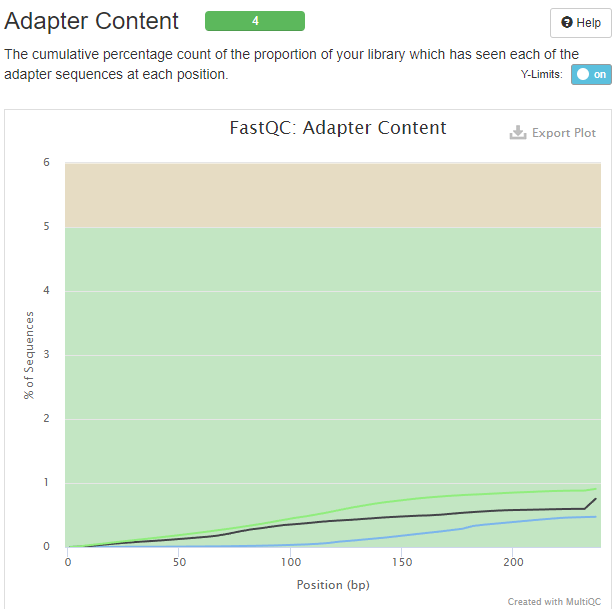 Adapter Content
4
Help
The cumulative percentage count of the proportion of your library which has seen each of the
adapter sequences at each position.
Y-Limits:
on
FastQC: Adapter Content
Export Plot
6
5
4
3
2
1
0
% of Sequences
0
50
100
150
200
Position (bp)
Created with MultiQC